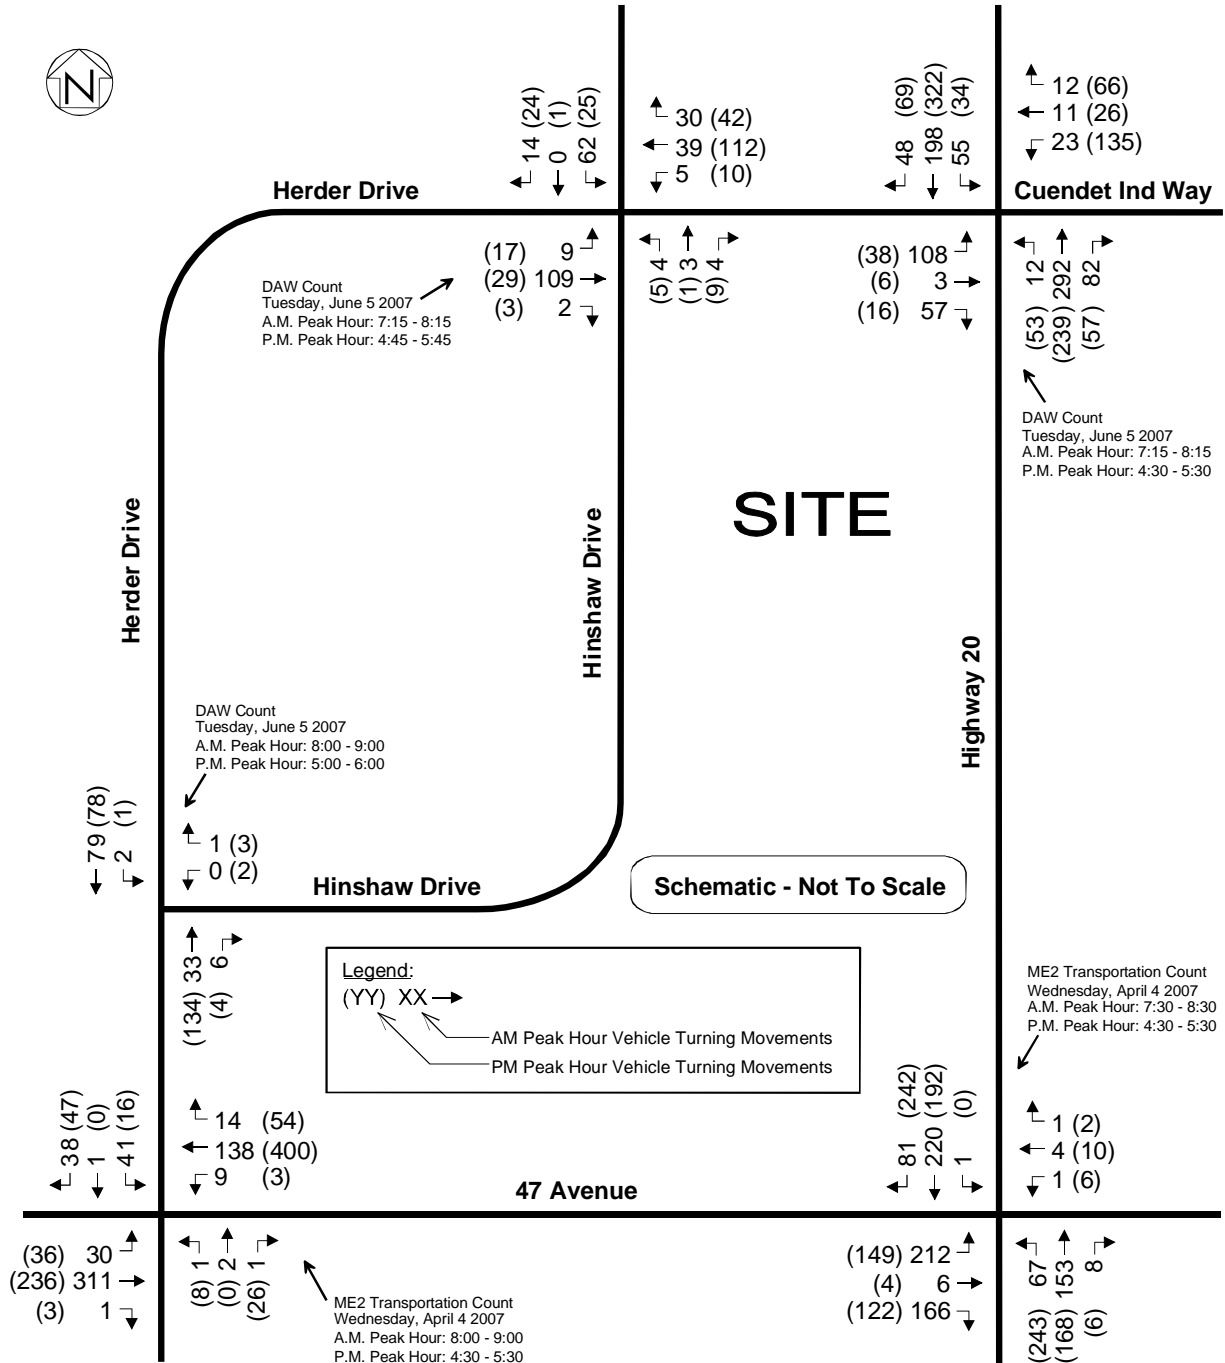 N
14 (24)
0 (1)
62 (25)
30 (42)
39 (112)
5 (10)
48 (69)
198 (322)
55 (34)
12 (66)
11 (26)
23 (135)
Herder Drive
Cuendet Ind Way
(17) 9
(29) 109
(3) 2
(5) 4
(1) 3
(9) 4
(38) 108
(6) 3
(16) 57
(53) 12
(239) 292
(57) 82
DAW Count
Tuesday, June 5 2007
A.M. Peak Hour: 7:15 - 8:15
P.M. Peak Hour: 4:45 - 5:45
DAW Count
Tuesday, June 5 2007
A.M. Peak Hour: 7:15 - 8:15
P.M. Peak Hour: 4:30 - 5:30
SITE
Herder Drive
Hinshaw Drive
Highway 20
DAW Count
Tuesday, June 5 2007
A.M. Peak Hour: 8:00 - 9:00
P.M. Peak Hour: 5:00 - 6:00
79 (78)
2 (1)
1 (3)
0 (2)
Hinshaw Drive
Schematic - Not To Scale
(134) 33
(4) 6
Legend:
(YY) XX
AM Peak Hour Vehicle Turning Movements
PM Peak Hour Vehicle Turning Movements
ME2 Transportation Count
Wednesday, April 4 2007
A.M. Peak Hour: 7:30 - 8:30
P.M. Peak Hour: 4:30 - 5:30
38 (47)
1 (0)
41 (16)
14 (54)
138 (400)
9 (3)
81 (242)
220 (192)
1 (0)
1 (2)
4 (10)
1 (6)
47 Avenue
(36) 30
(236) 311
(3) 1
(8) 1
(0) 2
(26) 1
(149) 212
(4) 6
(122) 166
(243) 67
(168) 153
(6) 8
ME2 Transportation Count
Wednesday, April 4 2007
A.M. Peak Hour: 8:00 - 9:00
P.M. Peak Hour: 4:30 - 5:30